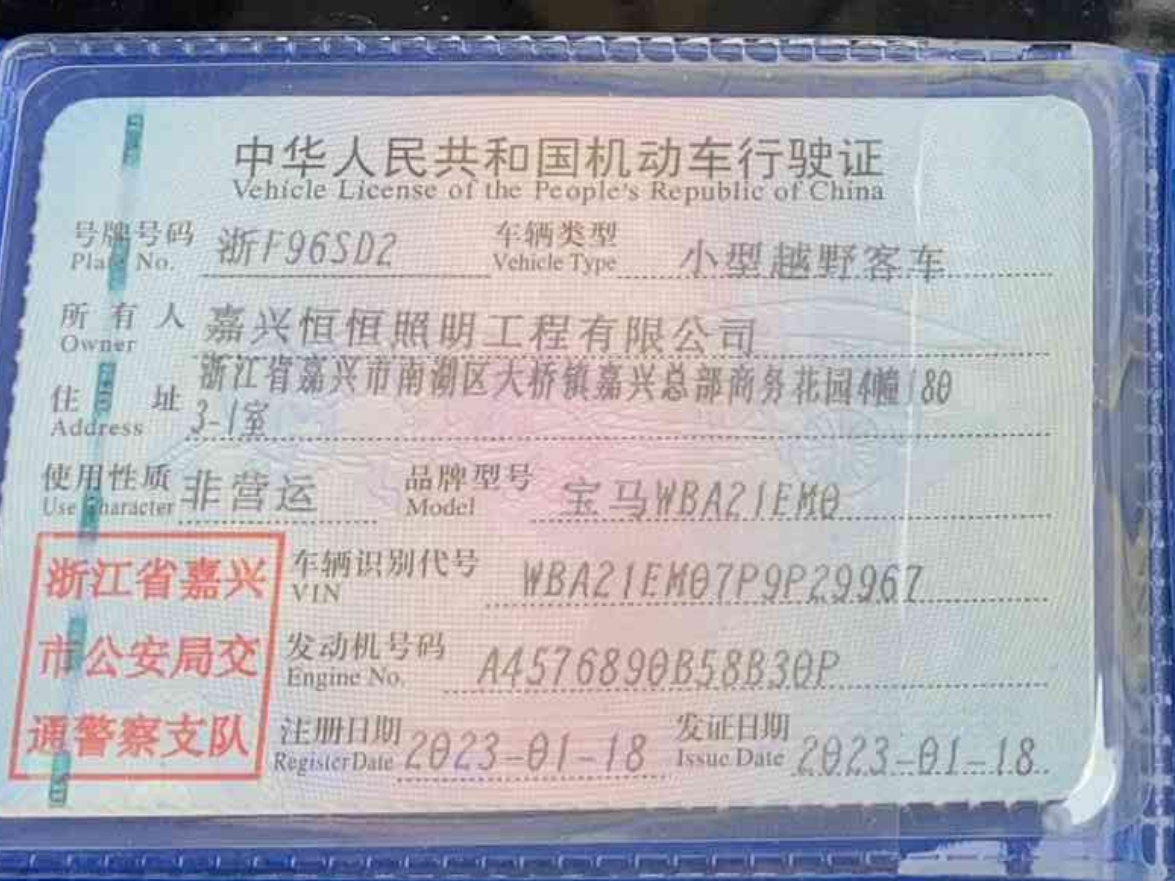 中华人民共和国机动车行驶证
Vehicle License of the People's Republic of China
号牌号码 浙F96SD2 车辆类型 小型越野客车
Plate No. Vehicle Type
所有人 嘉兴恒恒照明工程有限公司
Owner
浙江省嘉兴市南湖区大桥镇嘉兴总部商务花园4幢180
住址 3-1室
Address
使用性质 非营运 品牌型号 宝马WBA21EM0
Use Character Model
车辆识别代号 WBA21EM07P9P29967
VIN
发动机号码 A4576890B58B30P
Engine No.
注册日期 2023-01-18 发证日期 2023-01-18
Register Date Issue Date
浙江省嘉兴
市公安局交
通警察支队